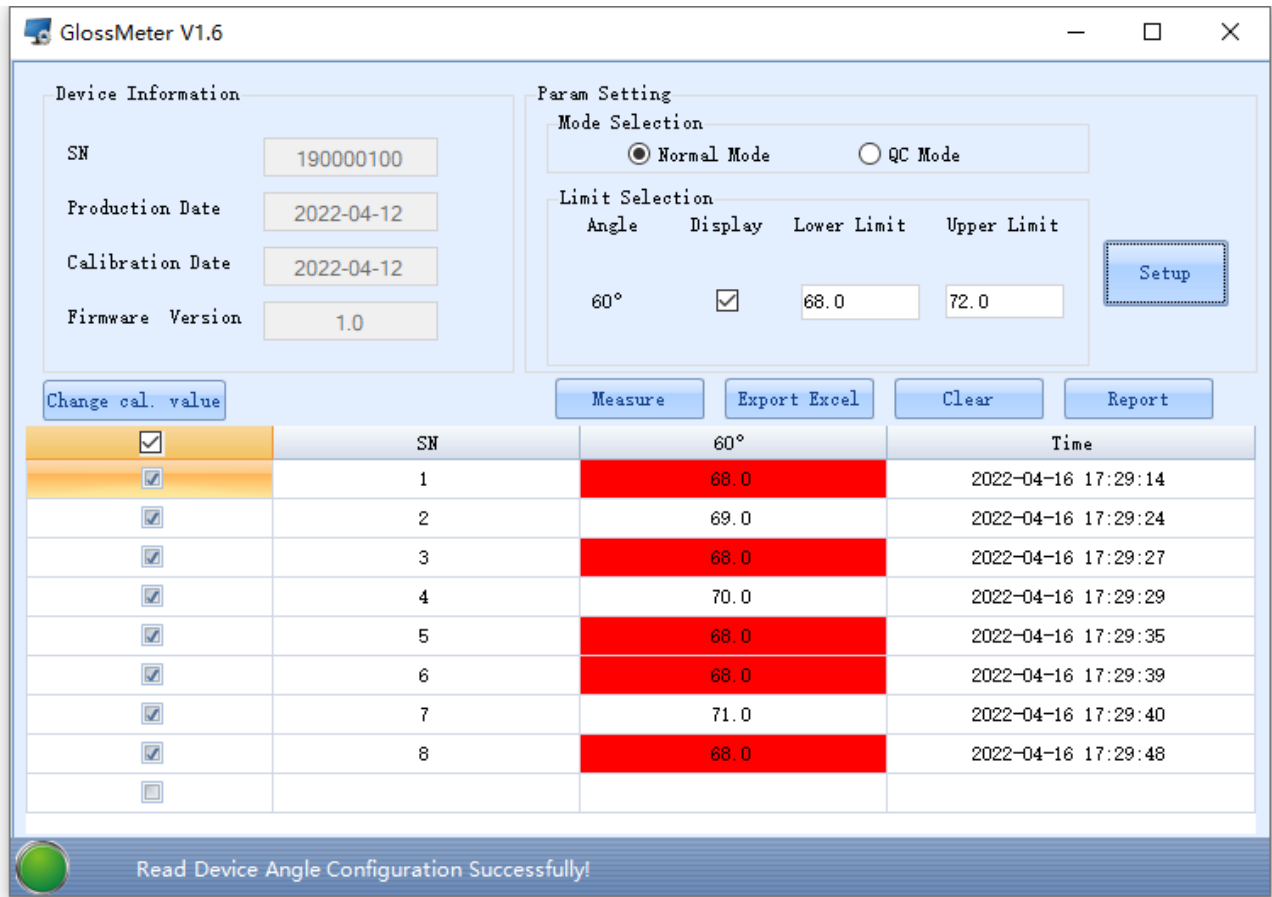 GlossMeter V1.6
Device Information
SN 190000100
Production Date 2022-04-12
Calibration Date 2022-04-12
Firmware Version 1.0
Param Setting
Mode Selection
Normal Mode QC Mode
Limit Selection
Angle Display Lower Limit Upper Limit
60° 68.0 72.0
Setup
Change cal. value Measure Export Excel Clear Report
SN 60° Time
1 68.0 2022-04-16 17:29:14
2 69.0 2022-04-16 17:29:24
3 68.0 2022-04-16 17:29:27
4 70.0 2022-04-16 17:29:29
5 68.0 2022-04-16 17:29:35
6 68.0 2022-04-16 17:29:39
7 71.0 2022-04-16 17:29:40
8 68.0 2022-04-16 17:29:48
Read Device Angle Configuration Successfully!